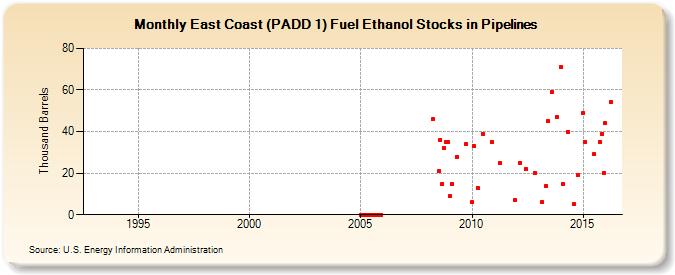 Monthly East Coast (PADD 1) Fuel Ethanol Stocks in Pipelines
Thousand Barrels
80
60
40
20
0
1995 2000 2005 2010 2015
Source: U.S. Energy Information Administration